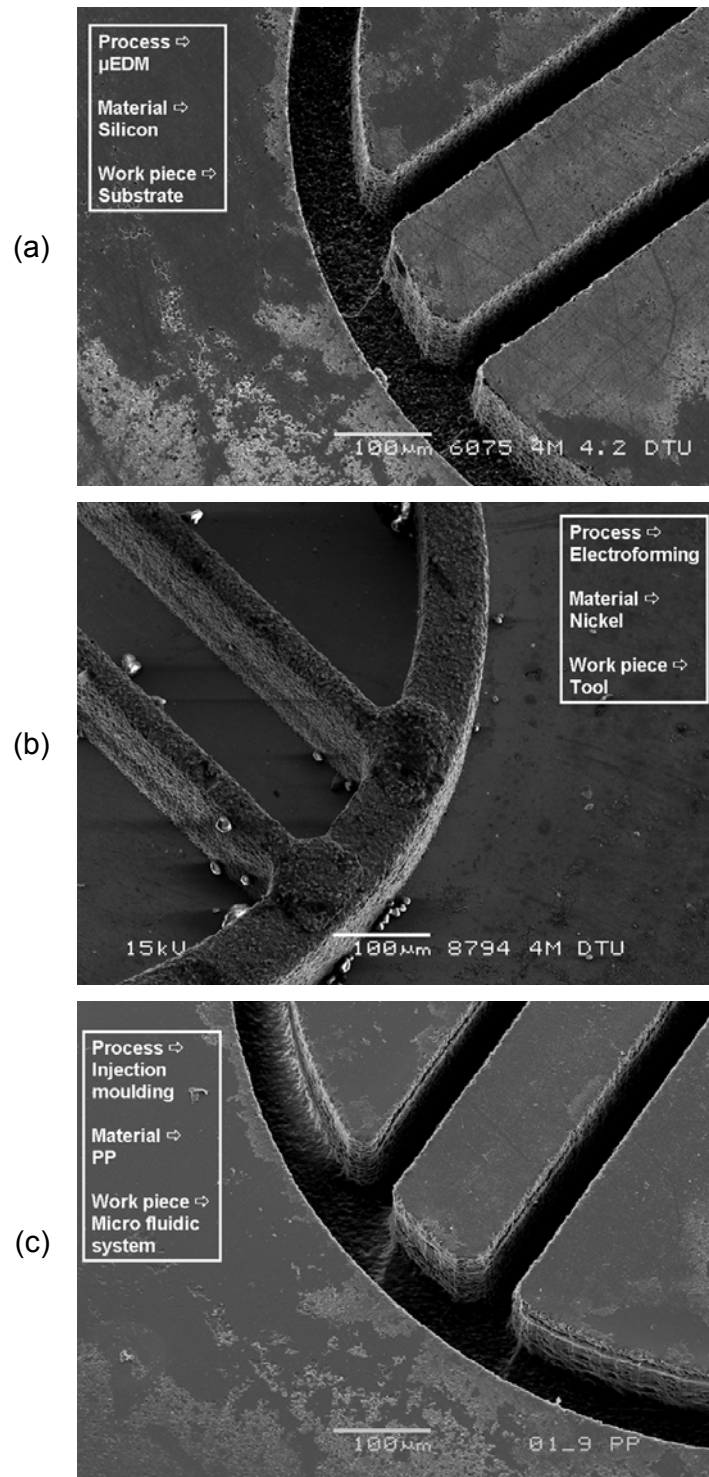 (a)
Process ⇨
µEDM
Material ⇨
Silicon
Work piece ⇨
Substrate
100µm 6075 4M 4.2 DTU
(b)
Process ⇨
Electroforming
Material ⇨
Nickel
Work piece ⇨
Tool
15kU 100µm 8794 4M DTU
(c)
Process ⇨
Injection
moulding
Material ⇨
PP
Work piece ⇨
Micro fluidic
system
100µm 01_9 PP